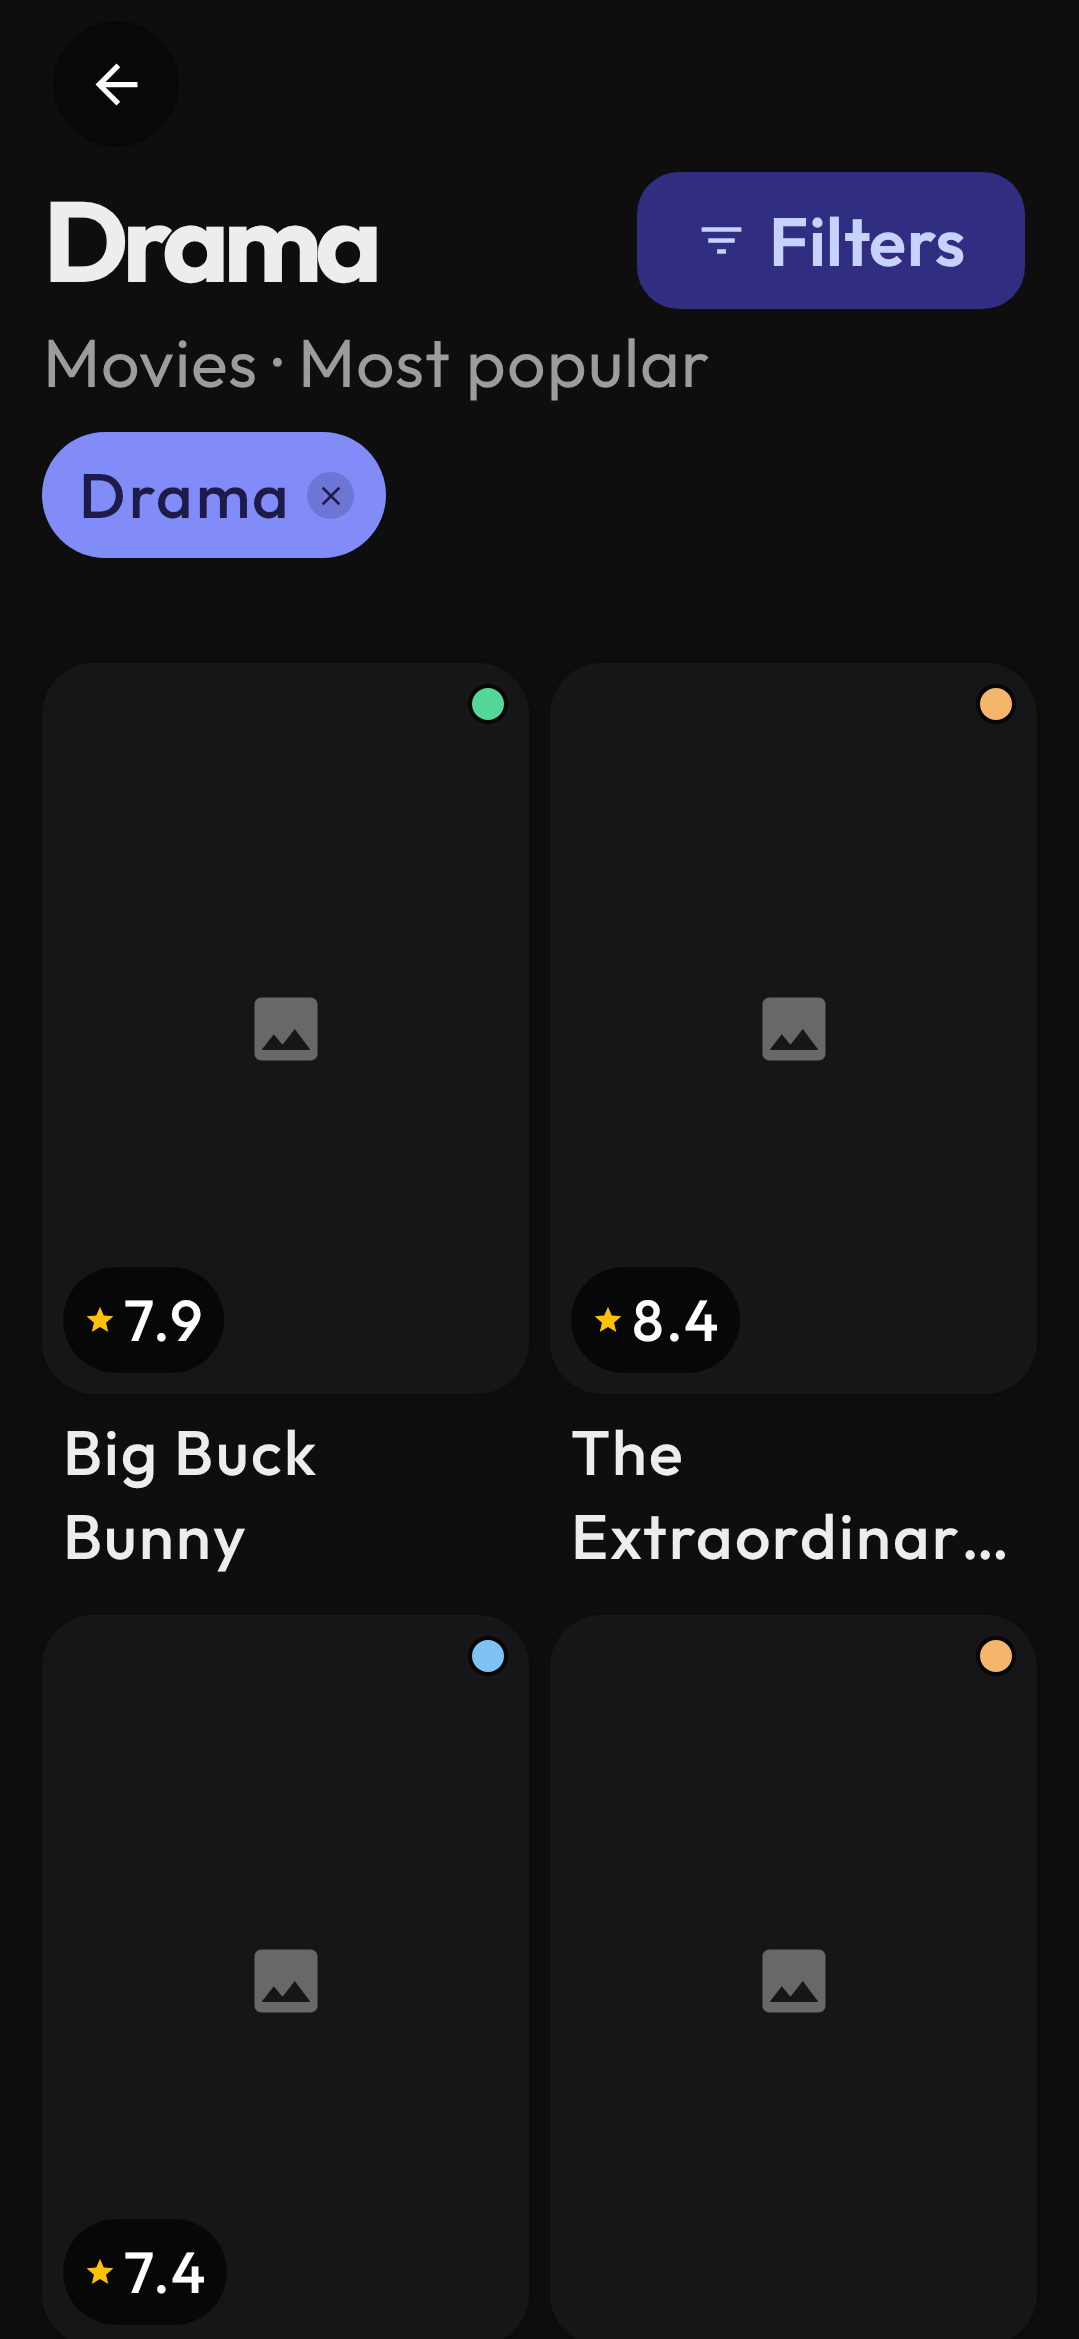 Drama
Filters
Movies · Most popular
Drama
7.9
8.4
Big Buck
Bunny
The
Extraordinar...
7.4